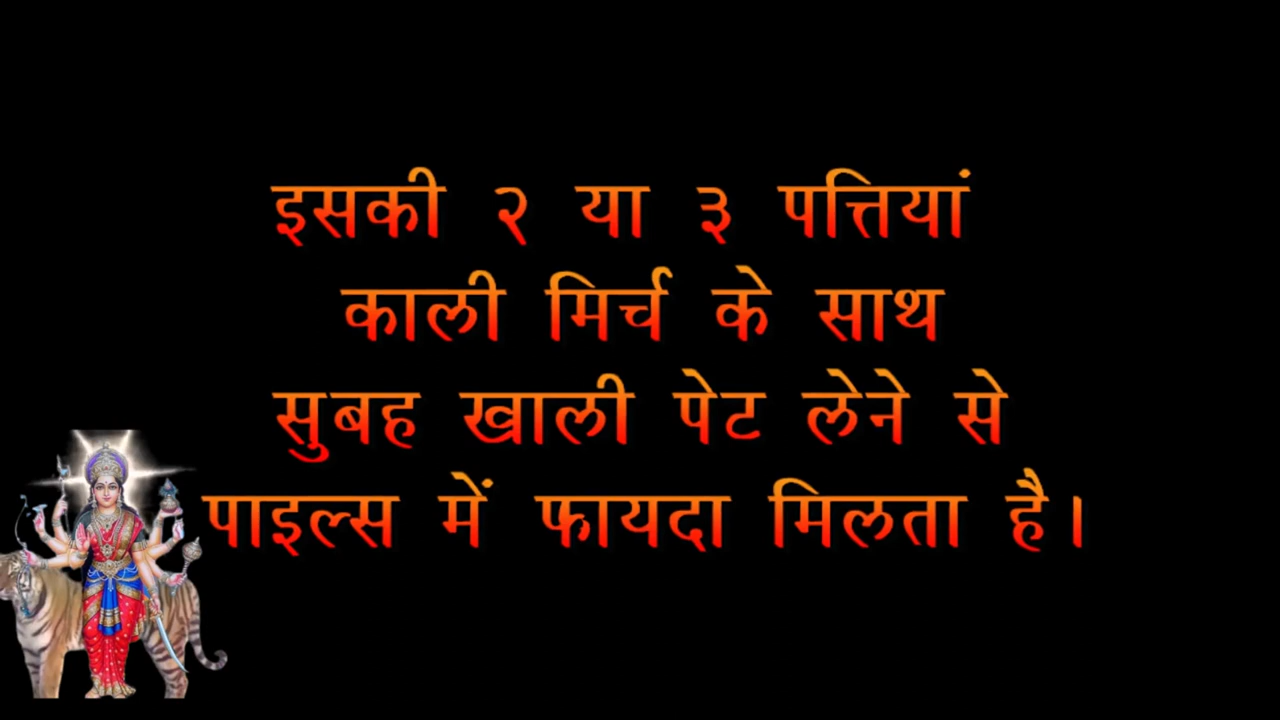 इसकी २ या ३ पत्तियां
काली मिर्च के साथ
सुबह खाली पेट लेने से
पाइल्स में फायदा मिलता है।